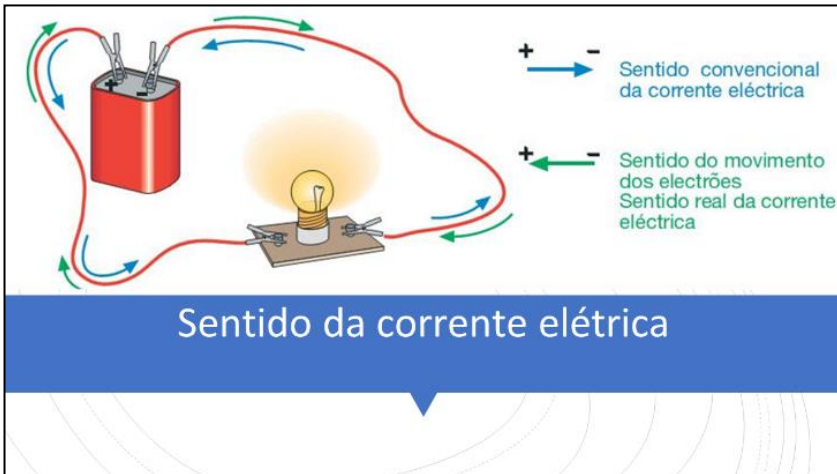 + -
+ -
Sentido convencional
da corrente eléctrica
+ -
Sentido do movimento
dos electrões
Sentido real da corrente
eléctrica
Sentido da corrente elétrica